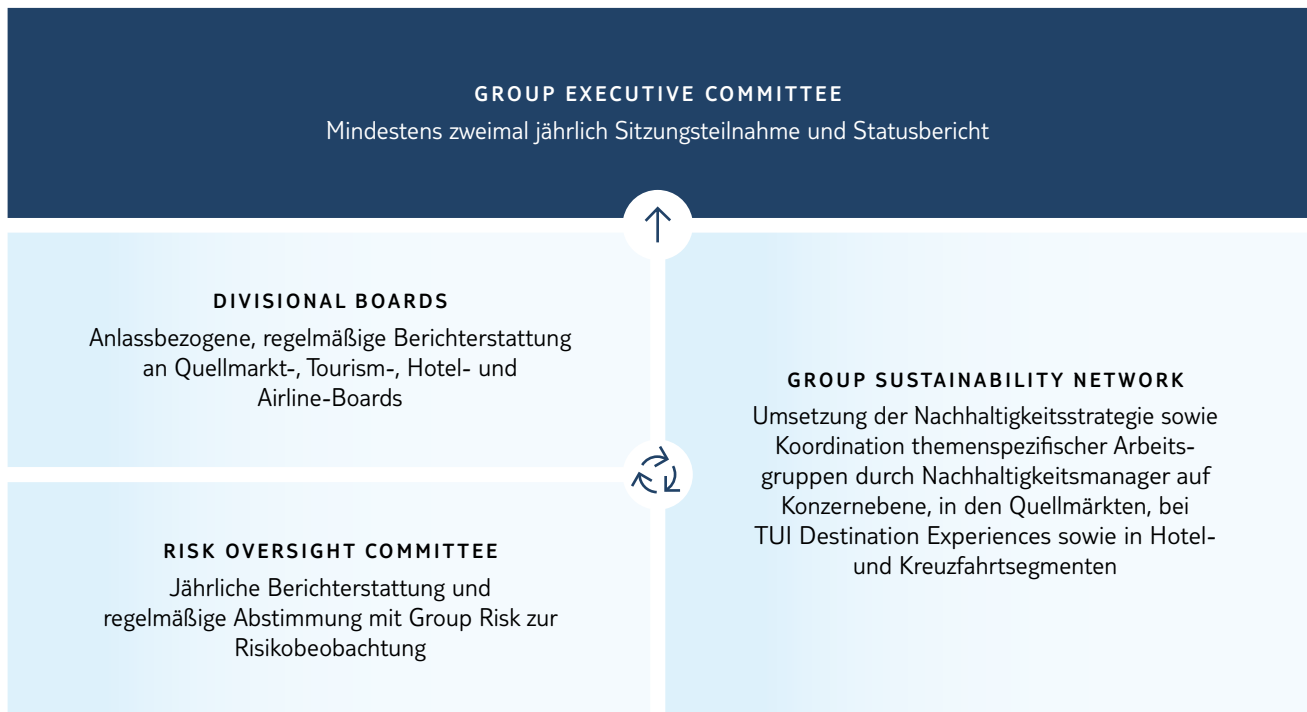 GROUP EXECUTIVE COMMITTEE
Mindestens zweimal jährlich Sitzungsteilnahme und Statusbericht
DIVISIONAL BOARDS
Anlassbezogene, regelmäßige Berichterstattung
an Quellmarkt-, Tourism-, Hotel- und
Airline-Boards
RISK OVERSIGHT COMMITTEE
Jährliche Berichterstattung und
regelmäßige Abstimmung mit Group Risk zur
Risikobeobachtung
GROUP SUSTAINABILITY NETWORK
Umsetzung der Nachhaltigkeitsstrategie sowie
Koordination themenspezifischer Arbeits-
gruppen durch Nachhaltigkeitsmanager auf
Konzernebene, in den Quellmärkten, bei
TUI Destination Experiences sowie in Hotel-
und Kreuzfahrtsegmenten